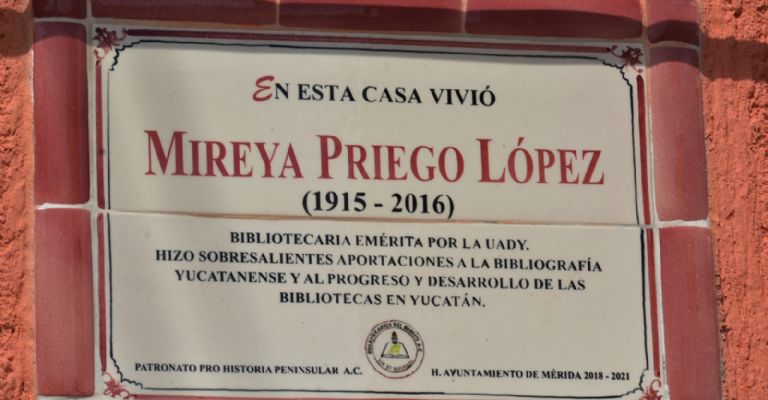 EN ESTA CASA VIVIÓ
MIREYA PRIEGO LÓPEZ
(1915 - 2016)
BIBLIOTECARIA EMÉRITA POR LA UADY.
HIZO SOBRESALIENTES APORTACIONES A LA BIBLIOGRAFÍA
YUCATANENSE Y AL PROGRESO Y DESARROLLO DE LAS
BIBLIOTECAS EN YUCATÁN.
PATRONATO PRO HISTORIA PENINSULAR A.C.
H. AYUNTAMIENTO DE MÉRIDA 2018 - 2021